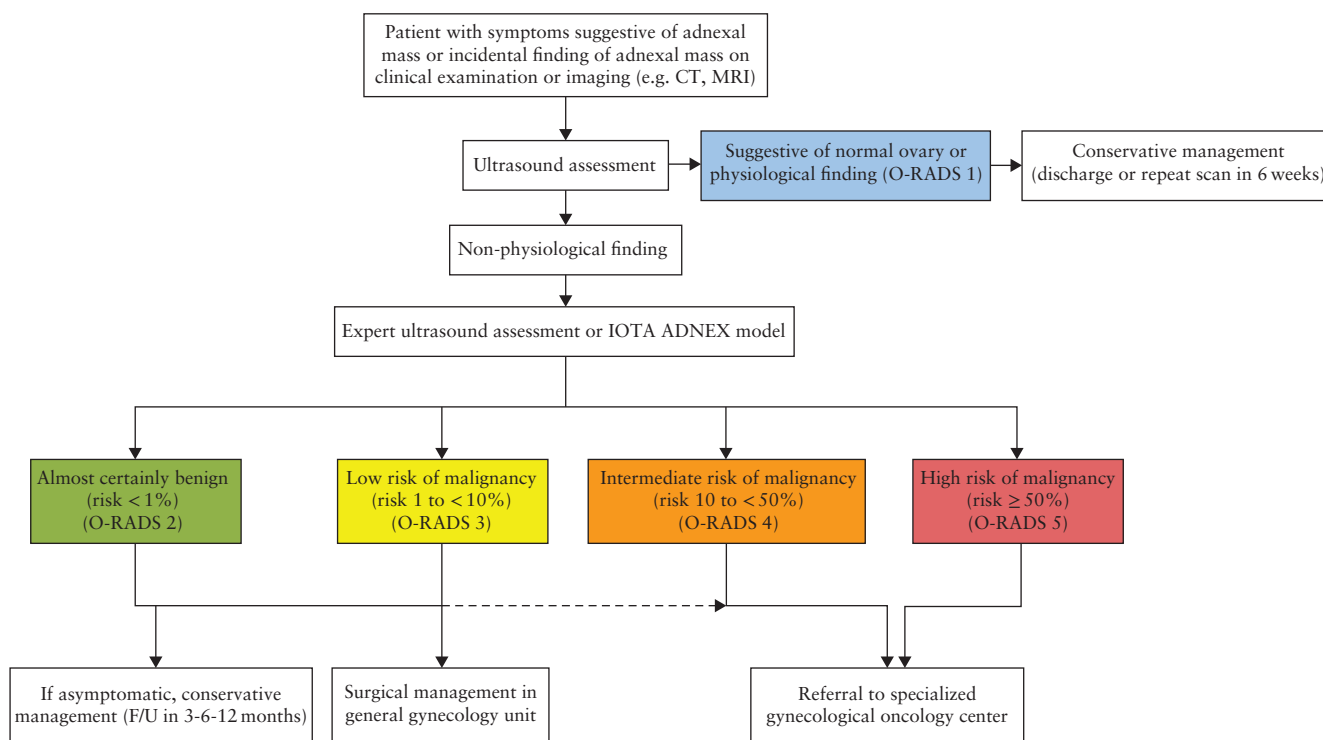 Patient with symptoms suggestive of adnexal
mass or incidental finding of adnexal mass on
clinical examination or imaging (e.g. CT, MRI)
Ultrasound assessment
Suggestive of normal ovary or
physiological finding (O-RADS 1)
Conservative management
(discharge or repeat scan in 6 weeks)
Non-physiological finding
Expert ultrasound assessment or IOTA ADNEX model
Almost certainly benign
(risk < 1%)
(O-RADS 2)
Low risk of malignancy
(risk 1 to < 10%)
(O-RADS 3)
Intermediate risk of malignancy
(risk 10 to < 50%)
(O-RADS 4)
High risk of malignancy
(risk ≥ 50%)
(O-RADS 5)
If asymptomatic, conservative
management (F/U in 3-6-12 months)
Surgical management in
general gynecology unit
Referral to specialized
gynecological oncology center